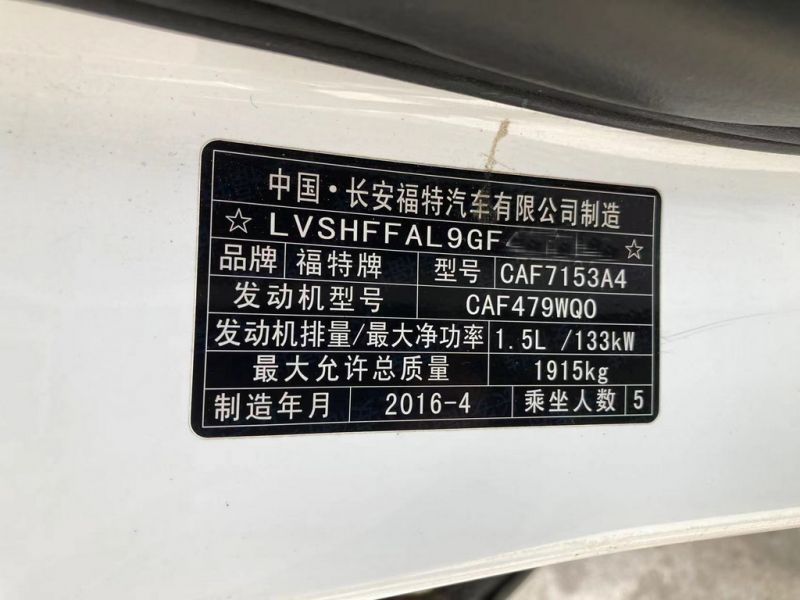 中国·长安福特汽车有限公司制造
☆LVSHFFAL9GF ☆
品牌 福特牌 型号 CAF7153A4
发动机型号 CAF479WQ0
发动机排量/最大净功率 1.5L /133kW
最大允许总质量 1915kg
制造年月 2016-4 乘坐人数 5